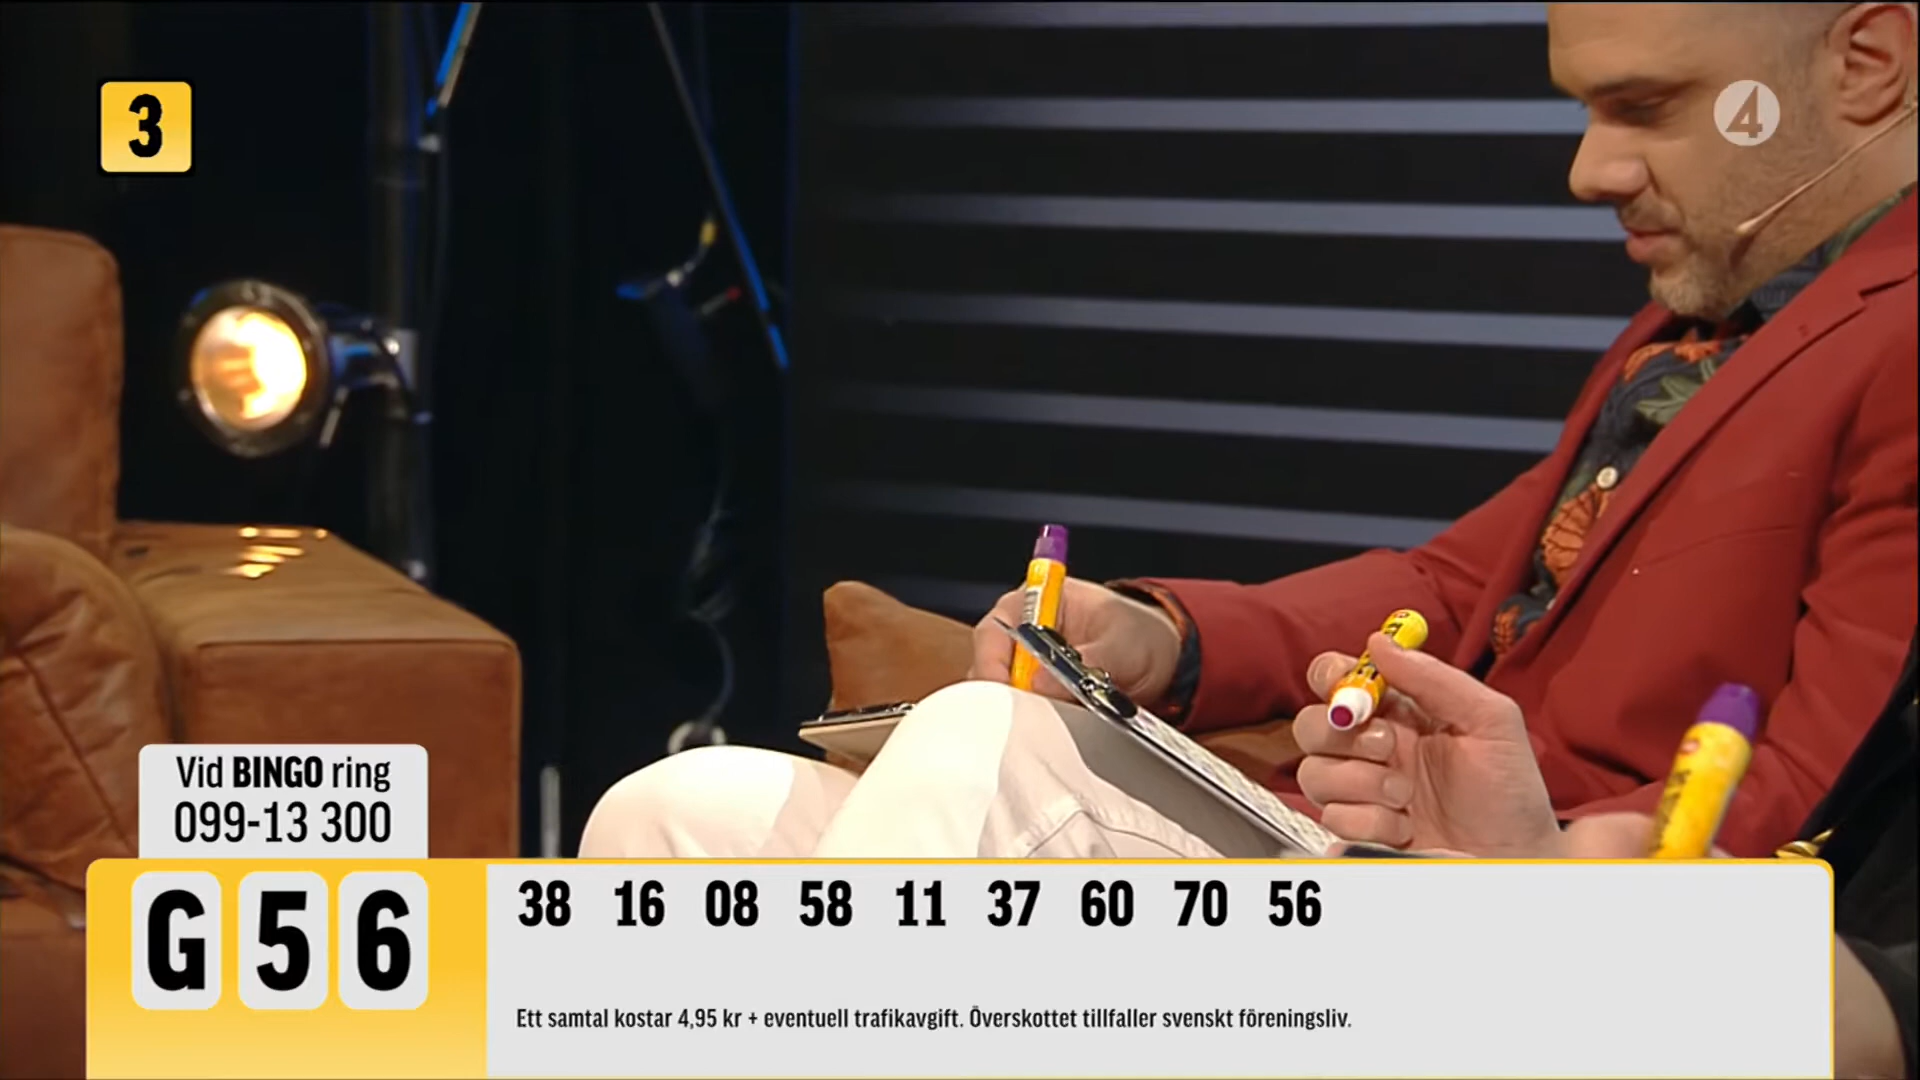 3
4
Vid BINGO ring
099-13 300
G 5 6
38 16 08 58 11 37 60 70 56
Ett samtal kostar 4,95 kr + eventuell trafikavgift. Överskottet tillfaller svenskt föreningsliv.